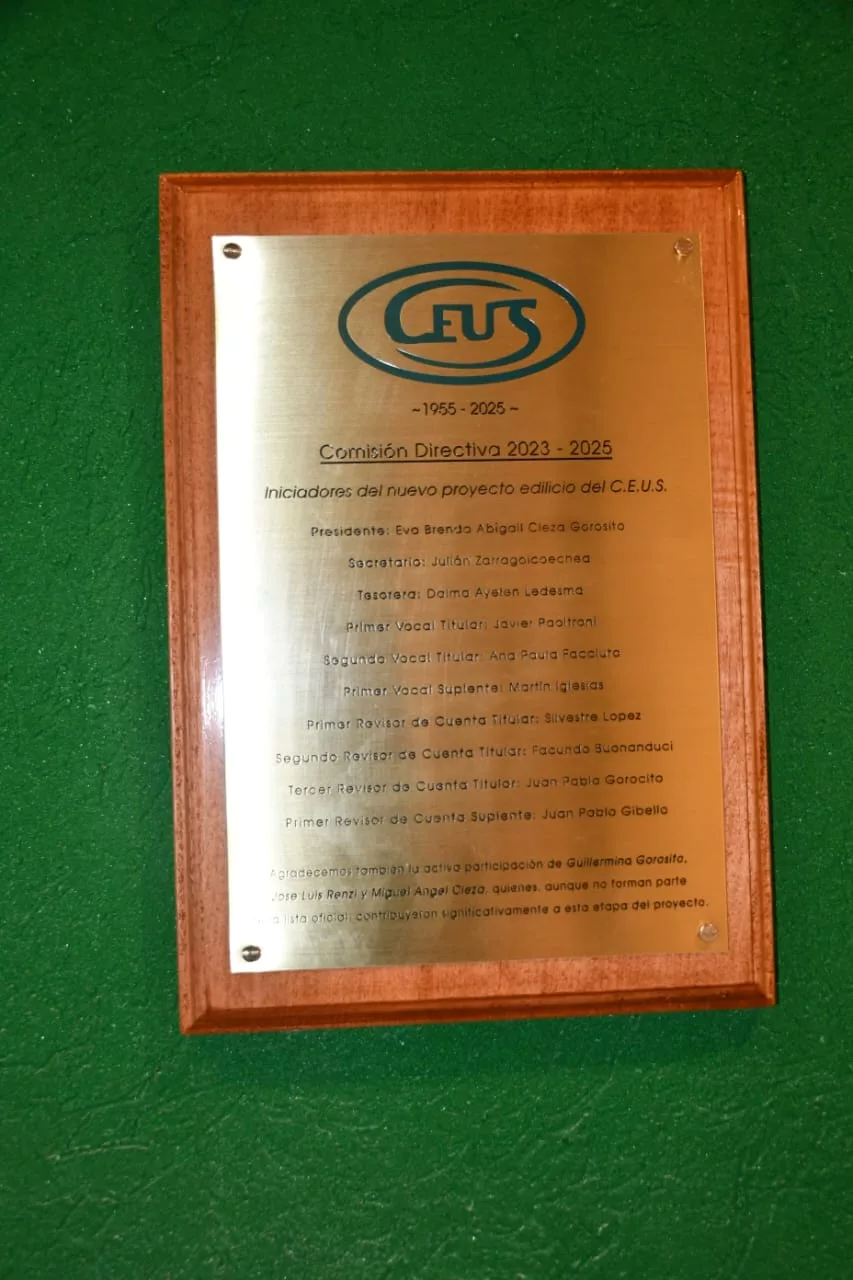 CEUS
~1955 - 2025 ~
Comisión Directiva 2023 - 2025
Iniciadores del nuevo proyecto edilicio del C.E.U.S.
Presidente: Eva Brenda Abigail Cieza Gorosito
Secretario: Julián Zarragoicoechea
Tesorera: Daima Ayelen Ledesma
Primer Vocal Titular: Javier Paoltroni
Segundo Vocal Titular: Ana Paula Facciuto
Primer Vocal Suplente: Martín Iglesias
Primer Revisor de Cuenta Titular: Silvestre Lopez
Segundo Revisor de Cuenta Titular: Facundo Buonanduci
Tercer Revisor de Cuenta Titular: Juan Pablo Gorocito
Primer Revisor de Cuenta Suplente: Juan Pablo Gibella
Agradecemos también la activa participación de Guillermina Gorosito,
Jose Luis Renzi y Miguel Angel Cieza, quienes, aunque no forman parte
lista oficial, contribuyeron significativamente a esta etapa del proyecto.